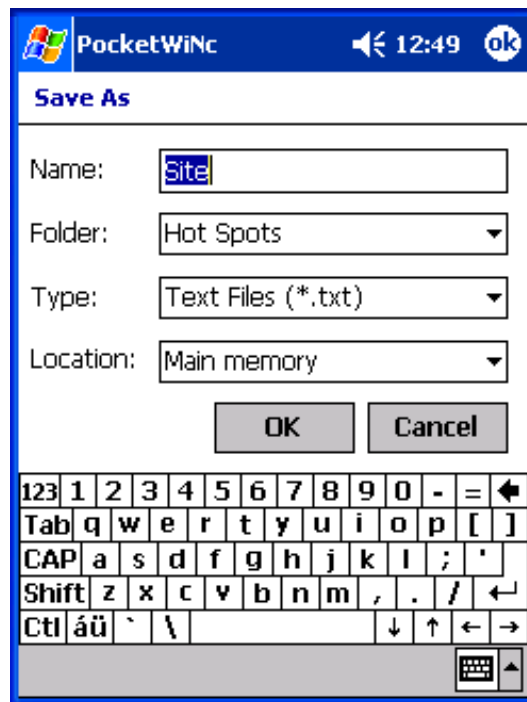 PocketWiNc 12:49 ok
Save As
Name: Site
Folder: Hot Spots
Type: Text Files (*.txt)
Location: Main memory
OK Cancel
123 1 2 3 4 5 6 7 8 9 0 - = ←
Tab q w e r t y u i o p [ ]
CAP a s d f g h j k l ; '
Shift z x c v b n m , . / ↵
Ctl áü ` \ ↓ ↑ ← →